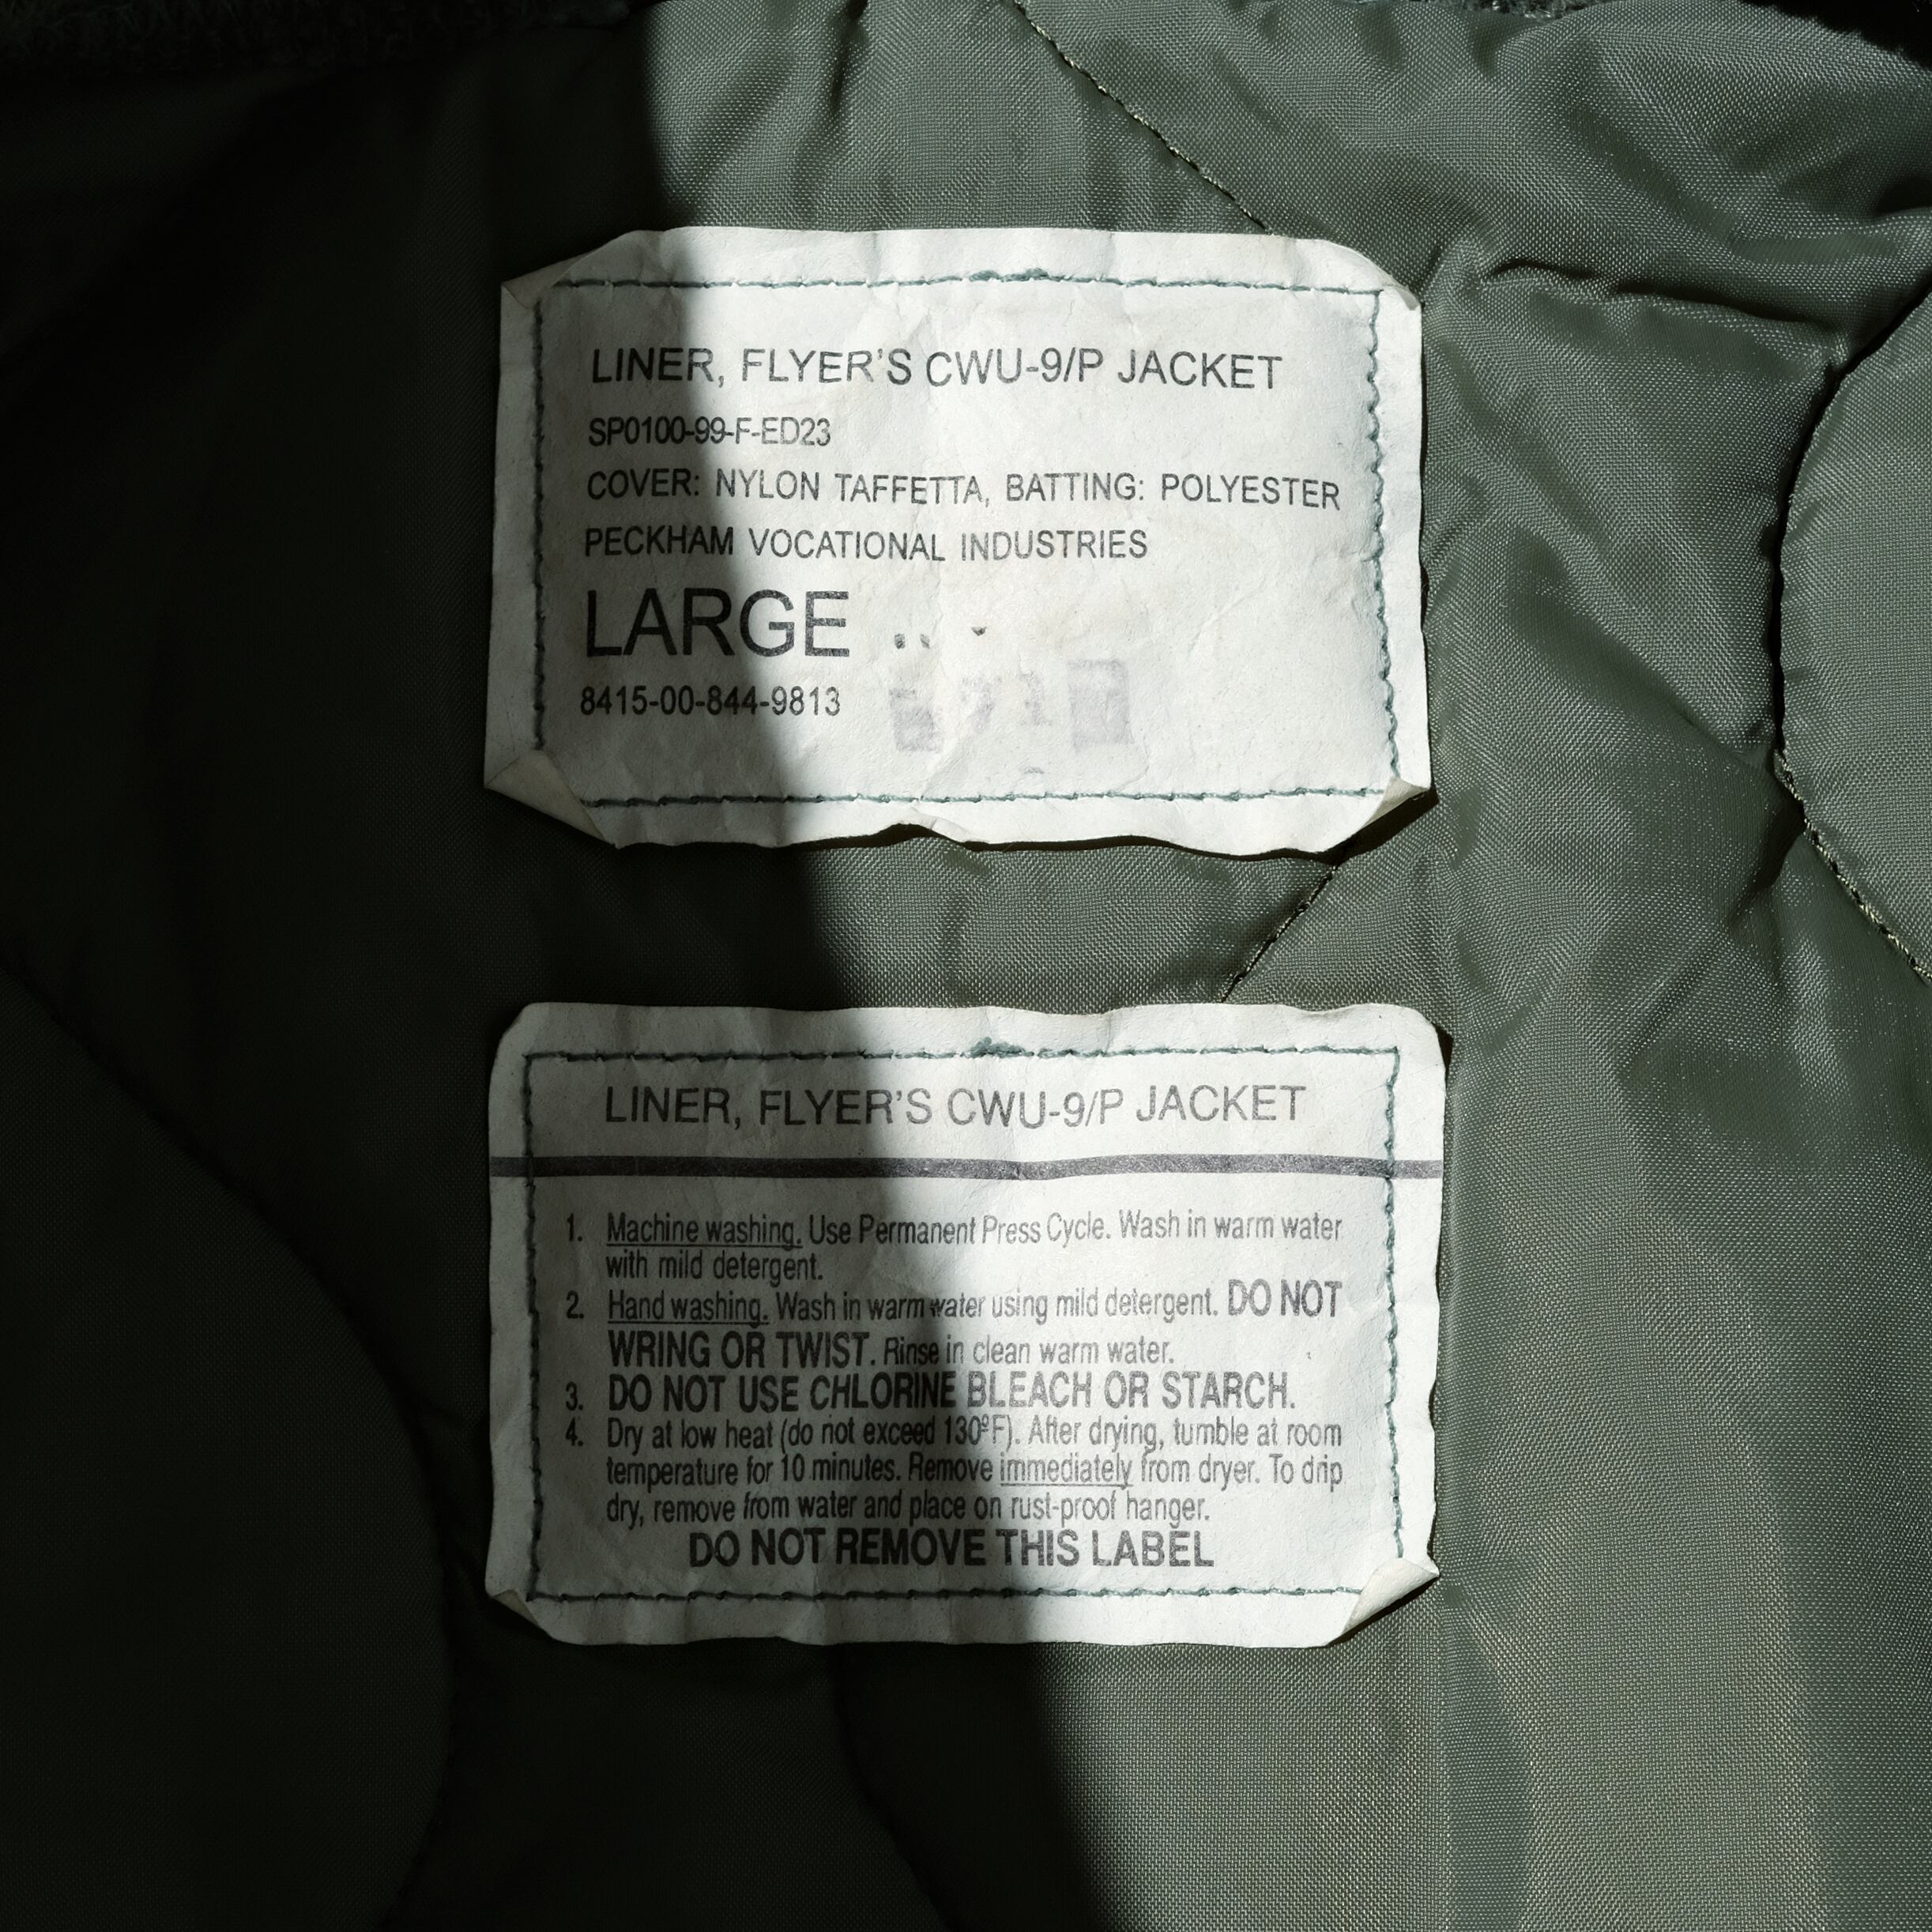 LINER, FLYER'S CWU-9/P JACKET
SP0100-99-F-ED23
COVER: NYLON TAFFETTA, BATTING: POLYESTER
PECKHAM VOCATIONAL INDUSTRIES
LARGE
8415-00-844-9813
LINER, FLYER'S CWU-9/P JACKET
1. Machine washing. Use Permanent Press Cycle. Wash in warm water
with mild detergent.
2. Hand washing. Wash in warm water using mild detergent. DO NOT
WRING OR TWIST. Rinse in clean warm water.
3. DO NOT USE CHLORINE BLEACH OR STARCH.
4. Dry at low heat (do not exceed 130ºF). After drying, tumble at room
temperature for 10 minutes. Remove immediately from dryer. To drip
dry, remove from water and place on rust-proof hanger.
DO NOT REMOVE THIS LABEL